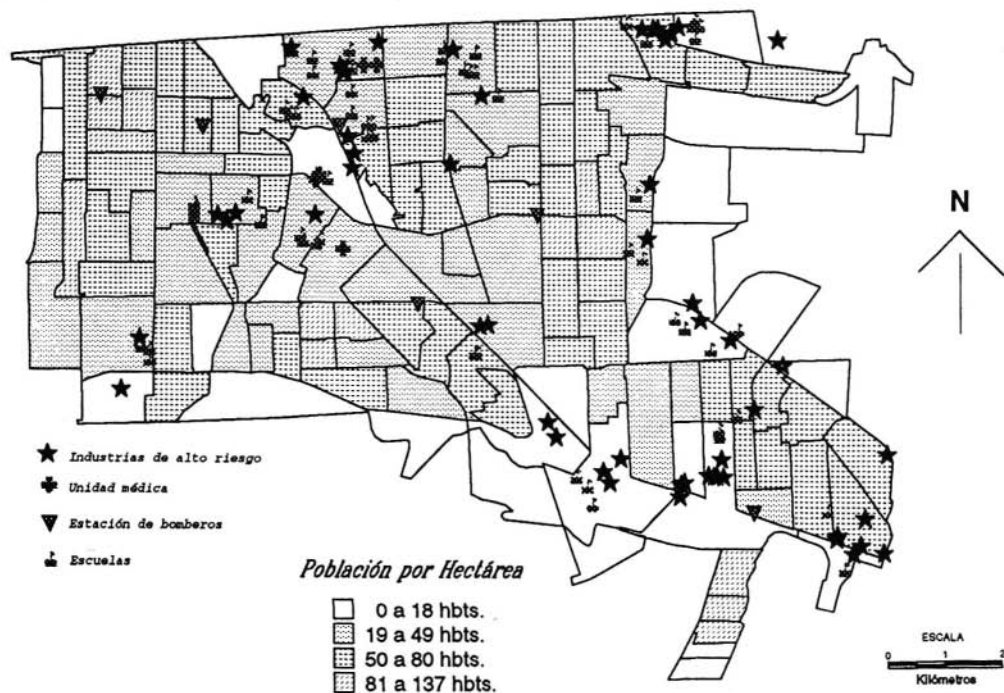 N
Industrias de alto riesgo
Unidad médica
Estación de bomberos
Escuelas
Población por Hectárea
0 a 18 hbts.
19 a 49 hbts.
50 a 80 hbts.
81 a 137 hbts.
ESCALA
0 1 2
Kilómetros